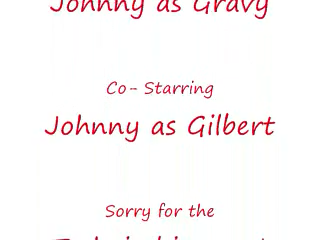 Johnny as Gravy
Co- Starring
Johnny as Gilbert
Sorry for the